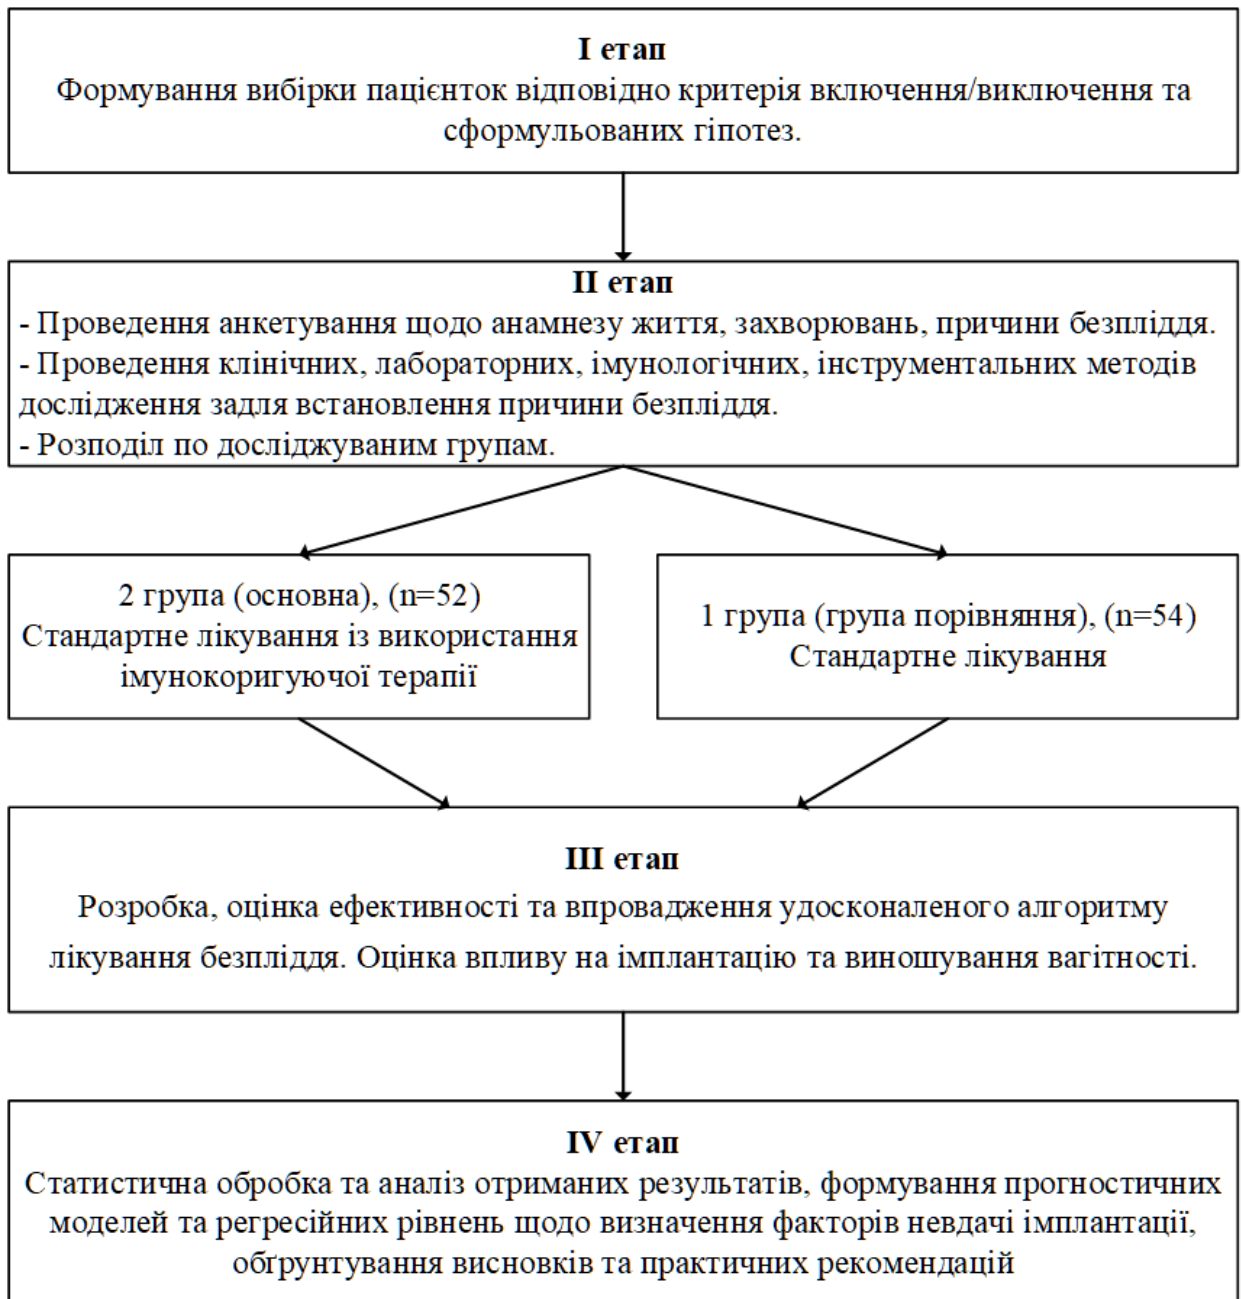 I етап
Формування вибірки пацієнток відповідно критерія включення/виключення та
сформульованих гіпотез.
II етап
- Проведення анкетування щодо анамнезу життя, захворювань, причини безпліддя.
- Проведення клінічних, лабораторних, імунологічних, інструментальних методів
дослідження задля встановлення причини безпліддя.
- Розподіл по досліджуваним групам.
2 група (основна), (n=52)
Стандартне лікування із використання
імунокоригуючої терапії
1 група (група порівняння), (n=54)
Стандартне лікування
III етап
Розробка, оцінка ефективності та впровадження удосконаленого алгоритму
лікування безпліддя. Оцінка впливу на імплантацію та виношування вагітності.
IV етап
Статистична обробка та аналіз отриманих результатів, формування прогностичних
моделей та регресійних рівнень щодо визначення факторів невдачі імплантації,
обґрунтування висновків та практичних рекомендацій